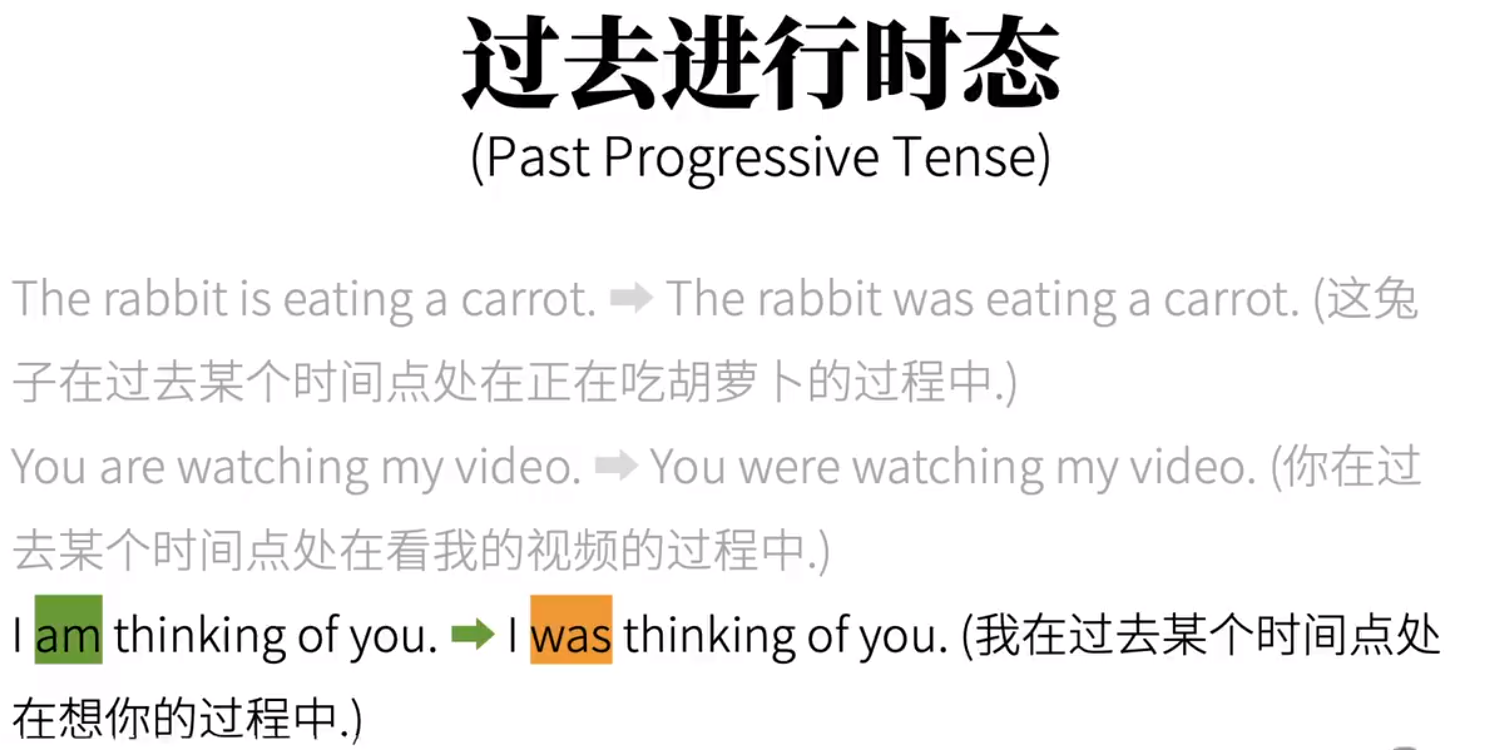 过去进行时态
(Past Progressive Tense)
The rabbit is eating a carrot. ➡ The rabbit was eating a carrot. (这兔
子在过去某个时间点处在正在吃胡萝卜的过程中.)
You are watching my video. ➡ You were watching my video. (你在过
去某个时间点处在看我的视频的过程中.)
I am thinking of you. ➡ I was thinking of you. (我在过去某个时间点处
在想你的过程中.)